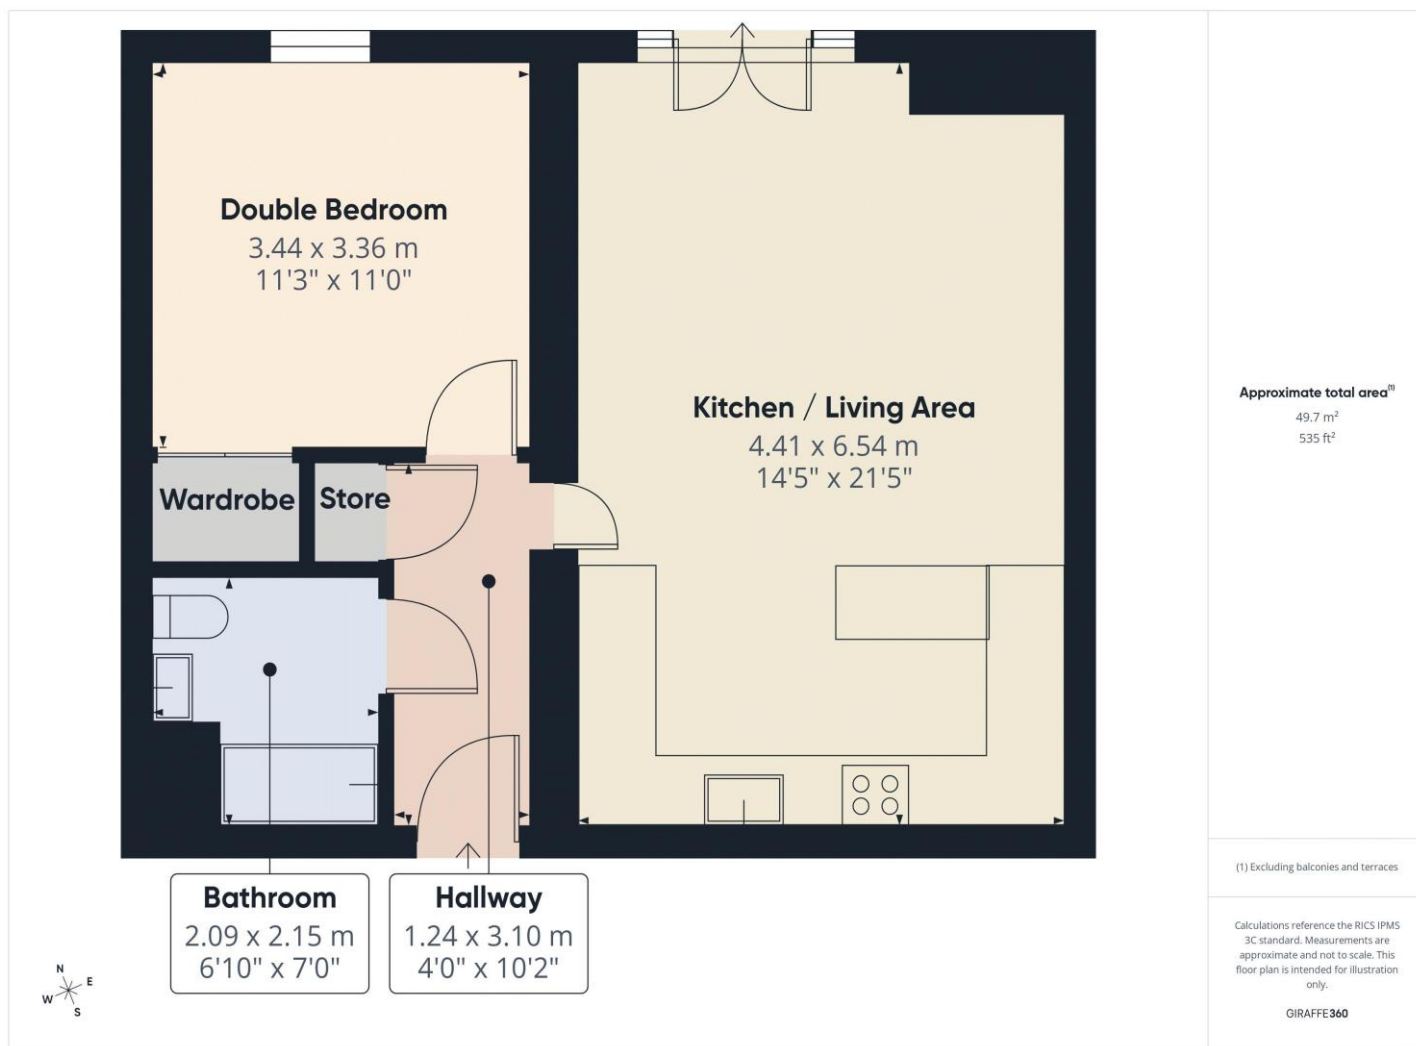 Double Bedroom
3.44 x 3.36 m
11'3" x 11'0"
Kitchen / Living Area
4.41 x 6.54 m
14'5" x 21'5"
Wardrobe
Store
Bathroom
2.09 x 2.15 m
6'10" x 7'0"
Hallway
1.24 x 3.10 m
4'0" x 10'2"
N
E
W
S
Approximate total area(1)
49.7 m²
535 ft²
(1) Excluding balconies and terraces
Calculations reference the RICS IPMS
3C standard. Measurements are
approximate and not to scale. This
floor plan is intended for illustration
only.
GIRAFFE360